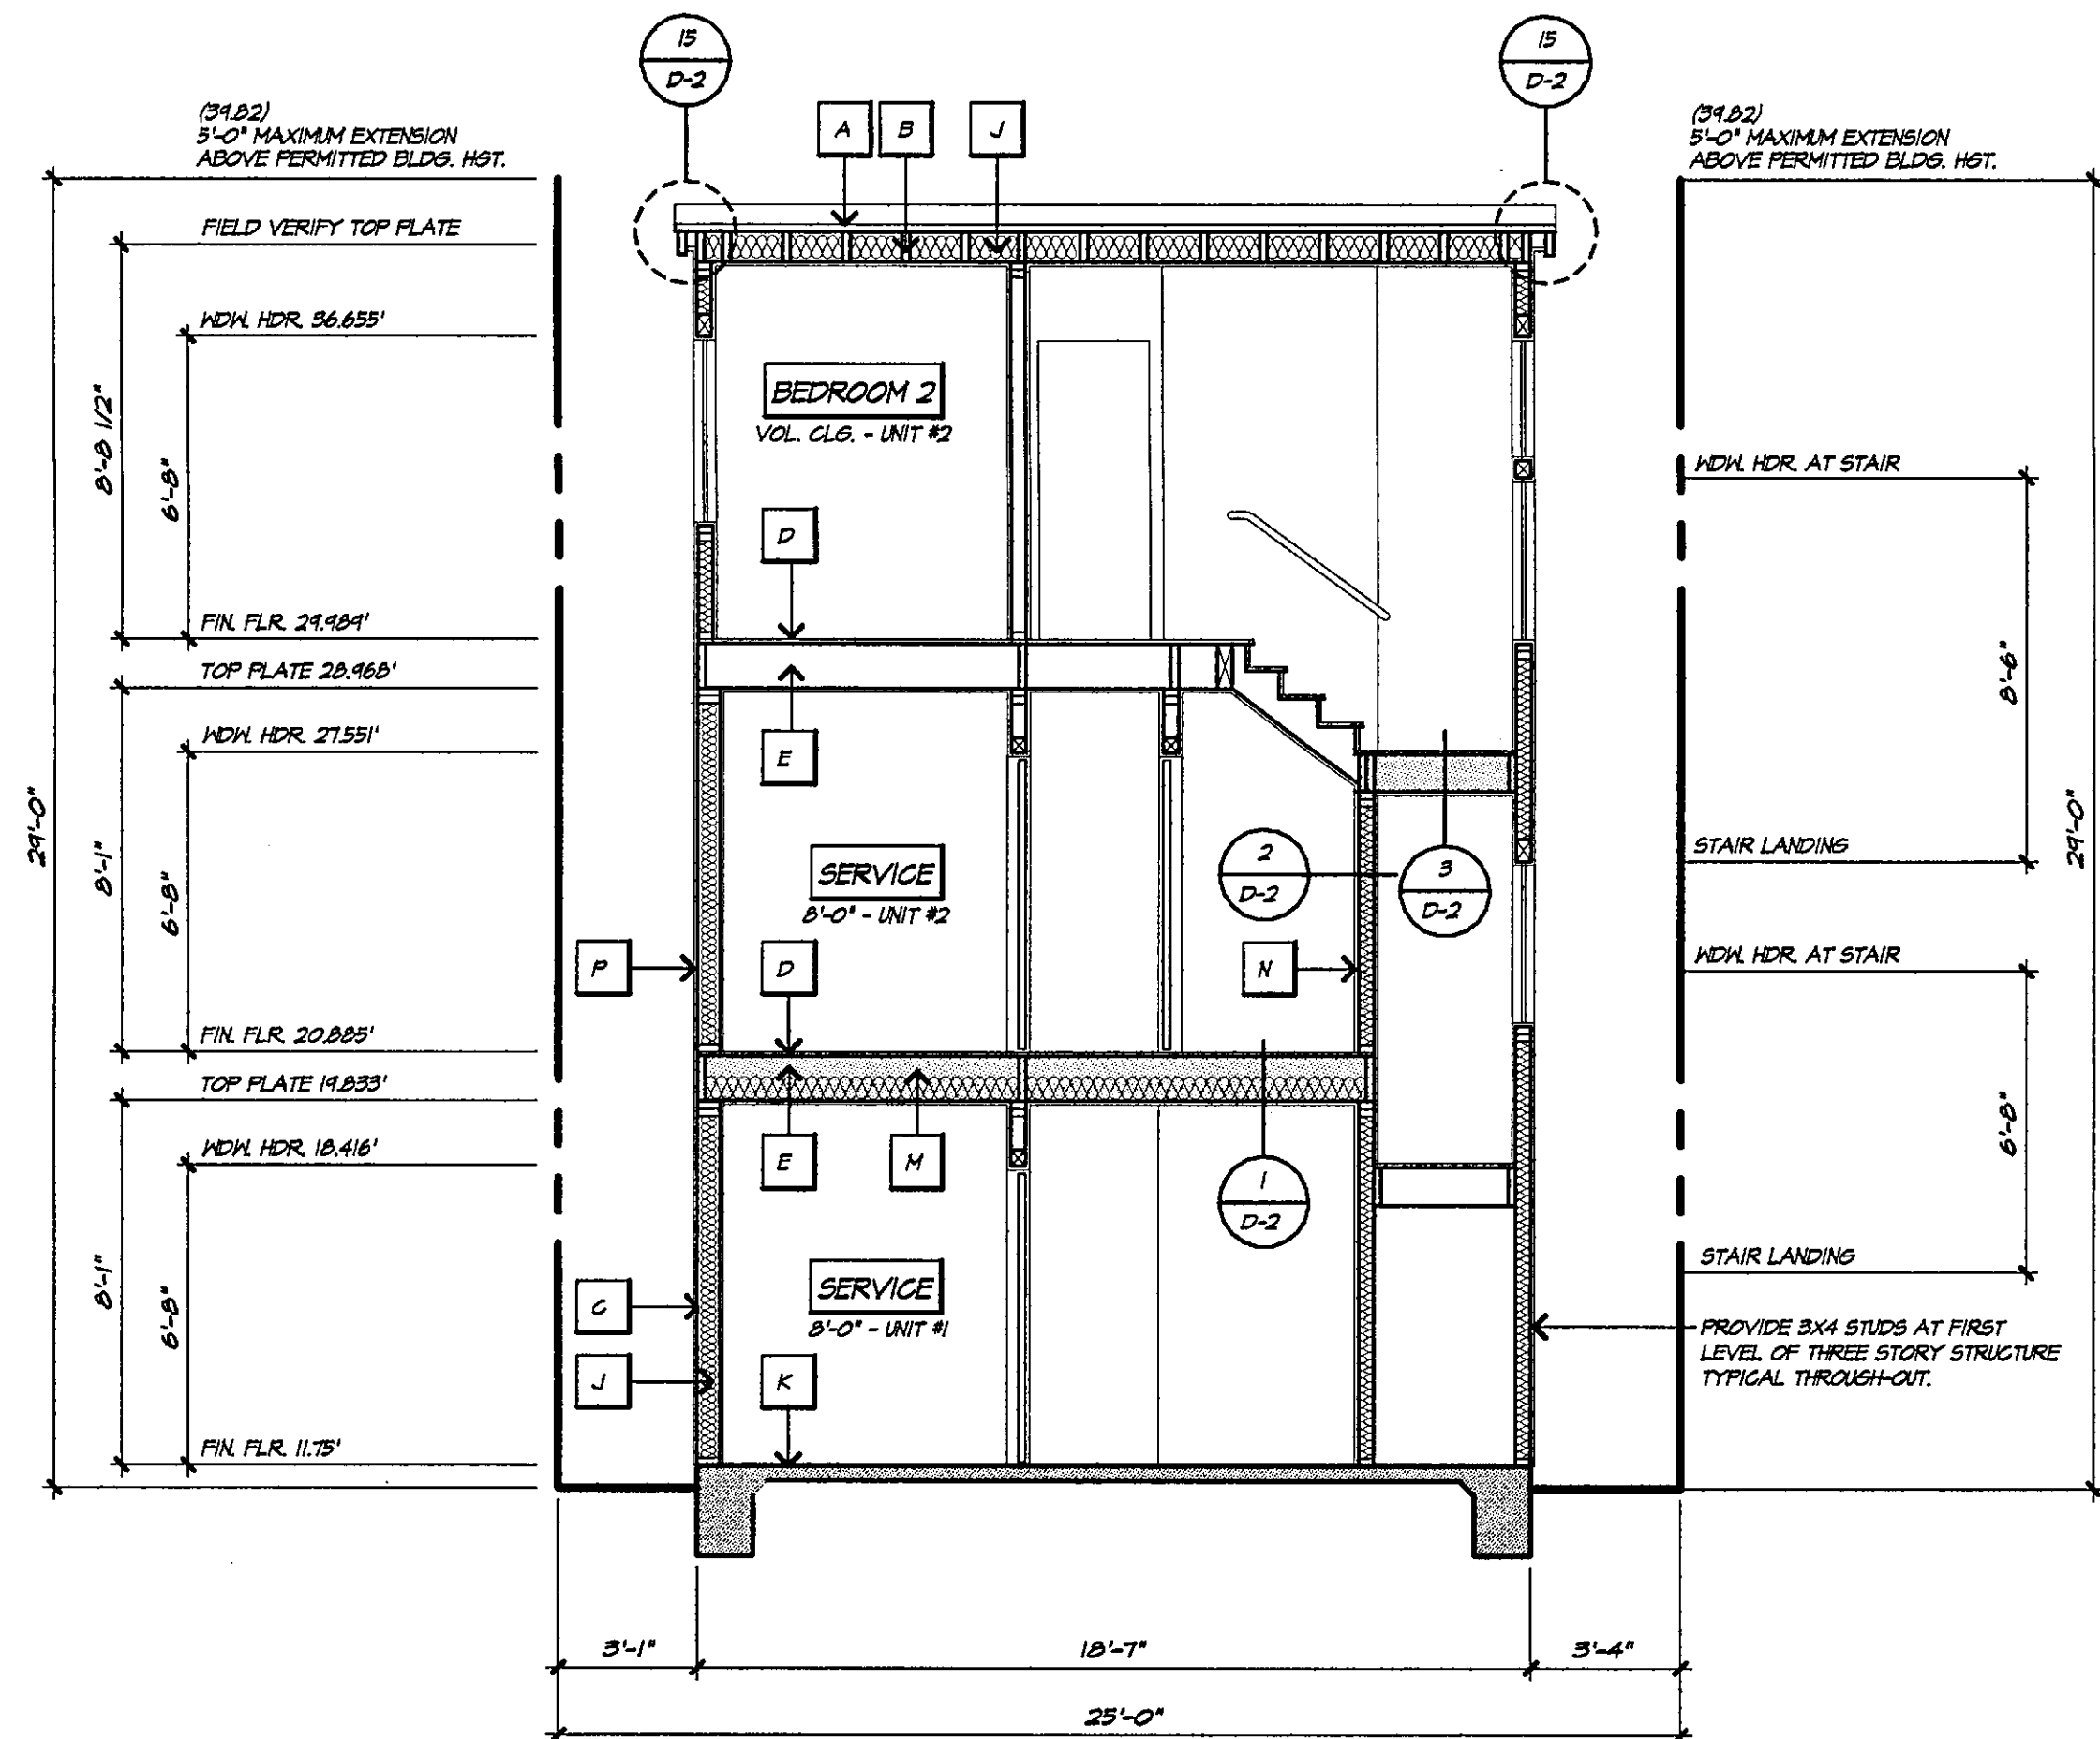 15
D-2
15
D-2
A
B
J
(39.82)
5'-0" MAXIMUM EXTENSION
ABOVE PERMITTED BLDG. HGT.
(39.82)
5'-0" MAXIMUM EXTENSION
ABOVE PERMITTED BLDG. HGT.
FIELD VERIFY TOP PLATE
WDW. HDR. 36.655'
BEDROOM 2
VOL. CLG. - UNIT #2
8'-8 1/2"
6'-8"
WDW. HDR. AT STAIR
D
FIN. FLR. 29.989'
TOP PLATE 28.968'
8'-6"
WDW. HDR. 27.551'
E
29'-0"
29'-0"
8'-1"
6'-8"
SERVICE
8'-0" - UNIT #2
2
D-2
3
D-2
STAIR LANDING
P
D
N
WDW. HDR. AT STAIR
FIN. FLR. 20.885'
TOP PLATE 19.833'
6'-8"
WDW. HDR. 18.416'
E
M
1
D-2
8'-1"
6'-8"
SERVICE
8'-0" - UNIT #1
STAIR LANDING
C
PROVIDE 3X4 STUDS AT FIRST
LEVEL OF THREE STORY STRUCTURE
TYPICAL THROUGH-OUT.
J
K
FIN. FLR. 11.75'
3'-1"
18'-7"
3'-4"
25'-0"